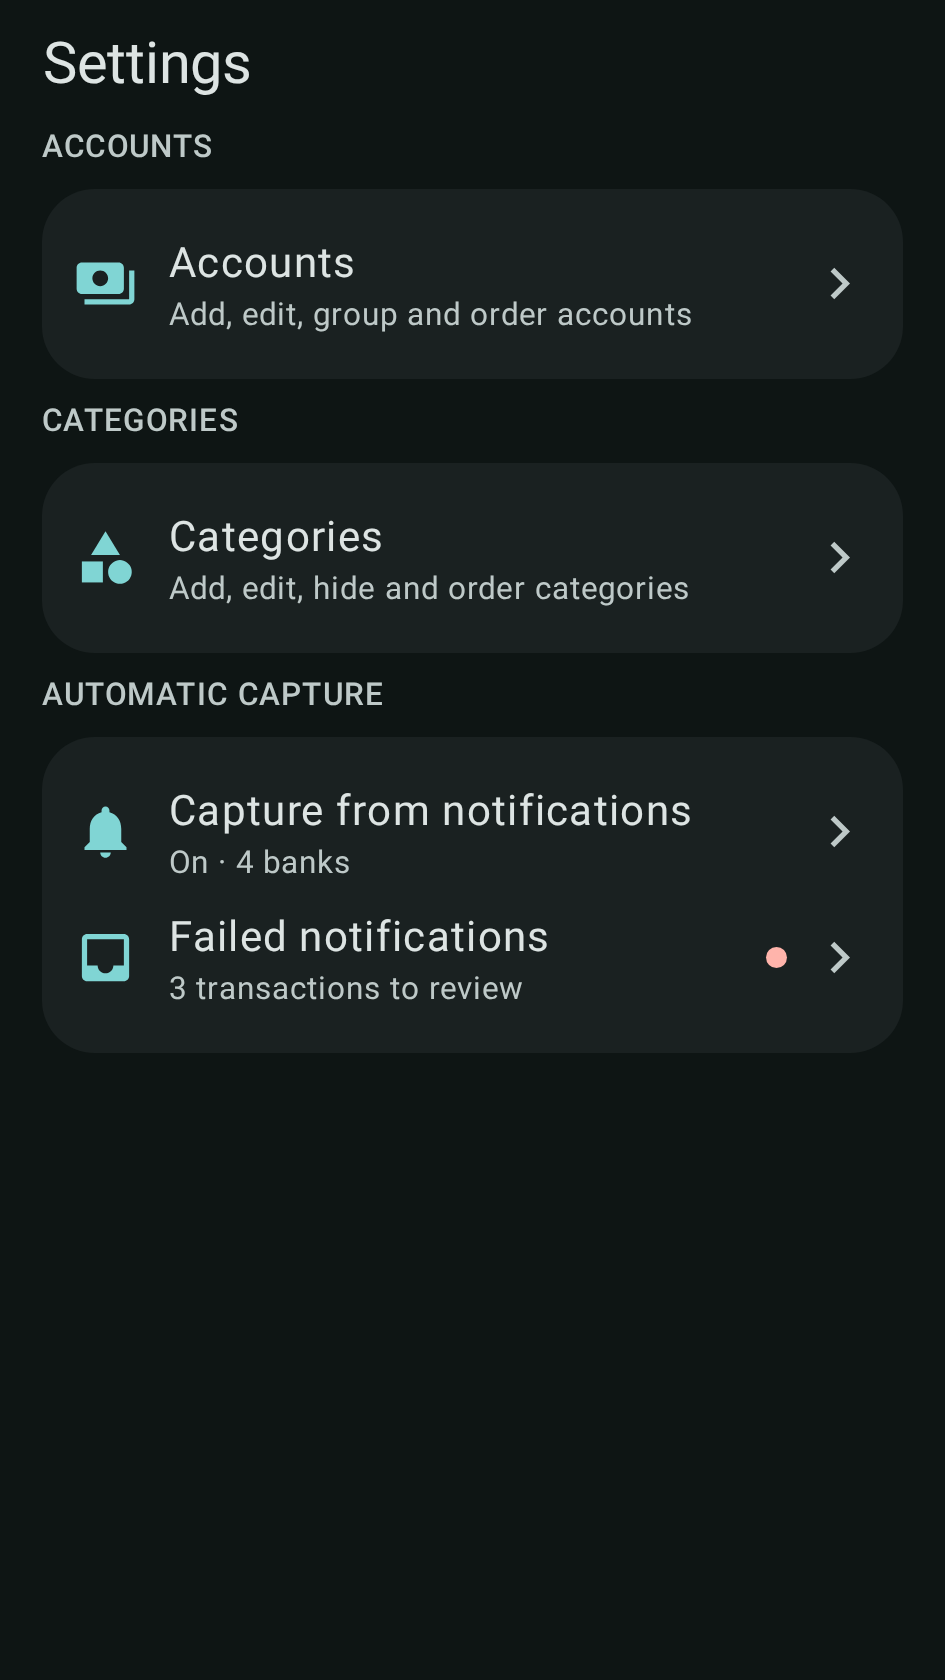 Settings
ACCOUNTS
Accounts
Add, edit, group and order accounts
CATEGORIES
Categories
Add, edit, hide and order categories
AUTOMATIC CAPTURE
Capture from notifications
On · 4 banks
Failed notifications
3 transactions to review